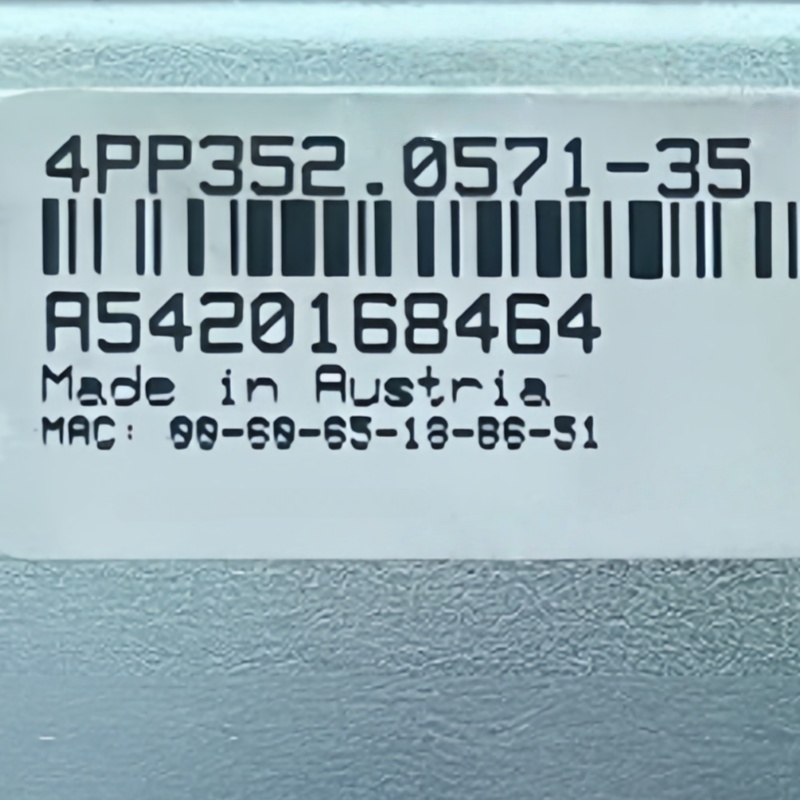 4PP352.0571-35
A5420168464
Made in Austria
MAC: 00-60-65-18-B6-51